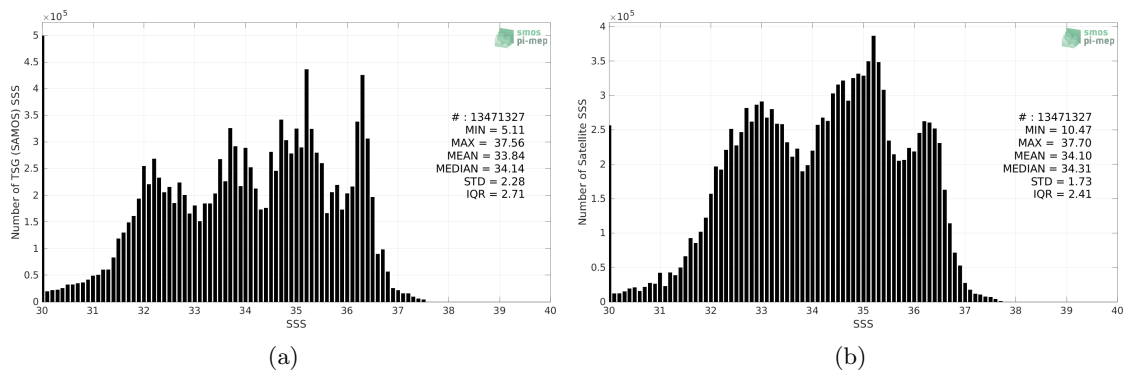 ×10⁵
5
4.5
4
3.5
3
2.5
2
1.5
1
0.5
0
30 31 32 33 34 35 36 37 38 39 40
SSS
Number of TSG (SAMOS) SSS
smos
pi-mep
# : 13471327
MIN = 5.11
MAX = 37.56
MEAN = 33.84
MEDIAN = 34.14
STD = 2.28
IQR = 2.71
(a)
×10⁵
4
3.5
3
2.5
2
1.5
1
0.5
0
30 31 32 33 34 35 36 37 38 39 40
SSS
Number of Satellite SSS
smos
pi-mep
# : 13471327
MIN = 10.47
MAX = 37.70
MEAN = 34.10
MEDIAN = 34.31
STD = 1.73
IQR = 2.41
(b)